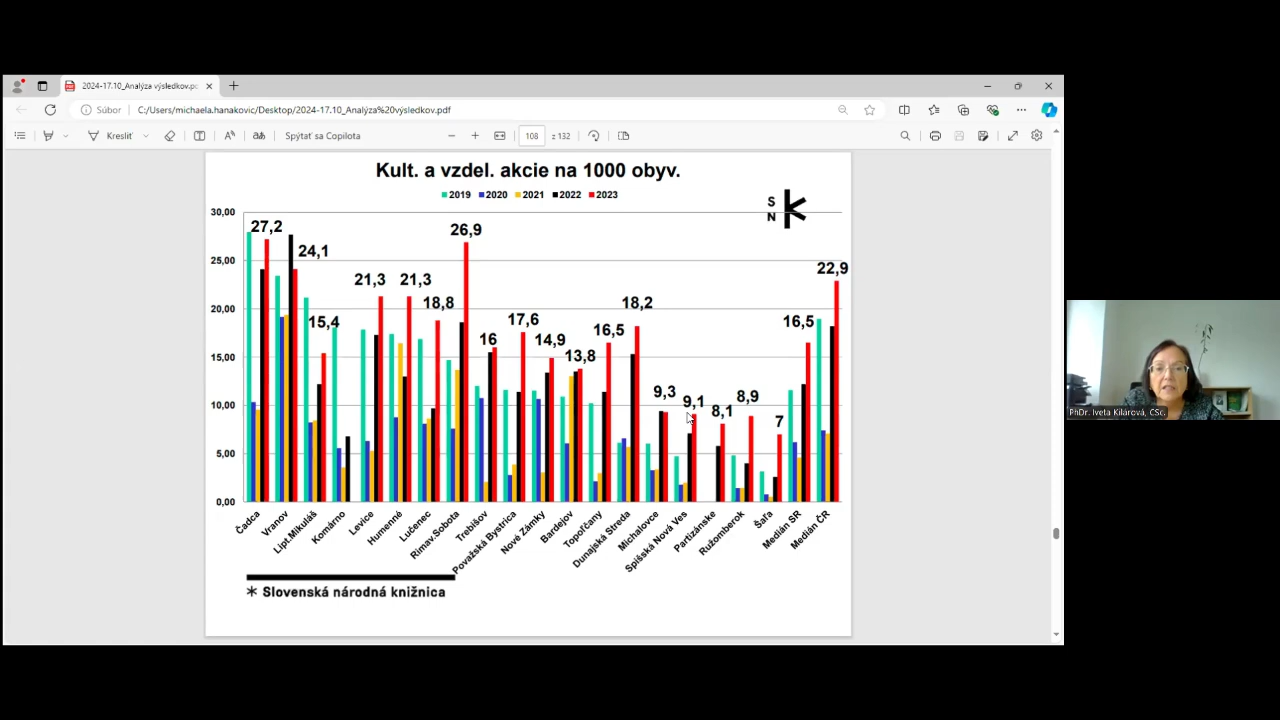 2024-17.10_Analýza výsledkov.pc
Súbor
C:/Users/michaela.hanakovic/Desktop/2024-17.10_Analýza%20výsledkov.pdf
Kresliť
Spýtať sa Copilota
108
z 132
Kult. a vzdel. akcie na 1000 obyv.
2019 2020 2021 2022 2023
S
N
30,00
25,00
20,00
15,00
10,00
5,00
0,00
27,2
24,1
15,4
21,3
21,3
18,8
26,9
16
17,6
14,9
13,8
16,5
18,2
9,3
9,1
8,1
8,9
7
16,5
22,9
Čadca
Vranov
Lipt.Mikuláš
Komárno
Levice
Humenné
Lučenec
Rimav.Sobota
Trebišov
Považská Bystrica
Nové Zámky
Bardejov
Topoľčany
Dunajská Streda
Michalovce
Spišská Nová Ves
Partizánske
Ružomberok
Šaľa
Medián SR
Medián ČR
Slovenská národná knižnica
PhDr. Iveta Kilárová, CSc.